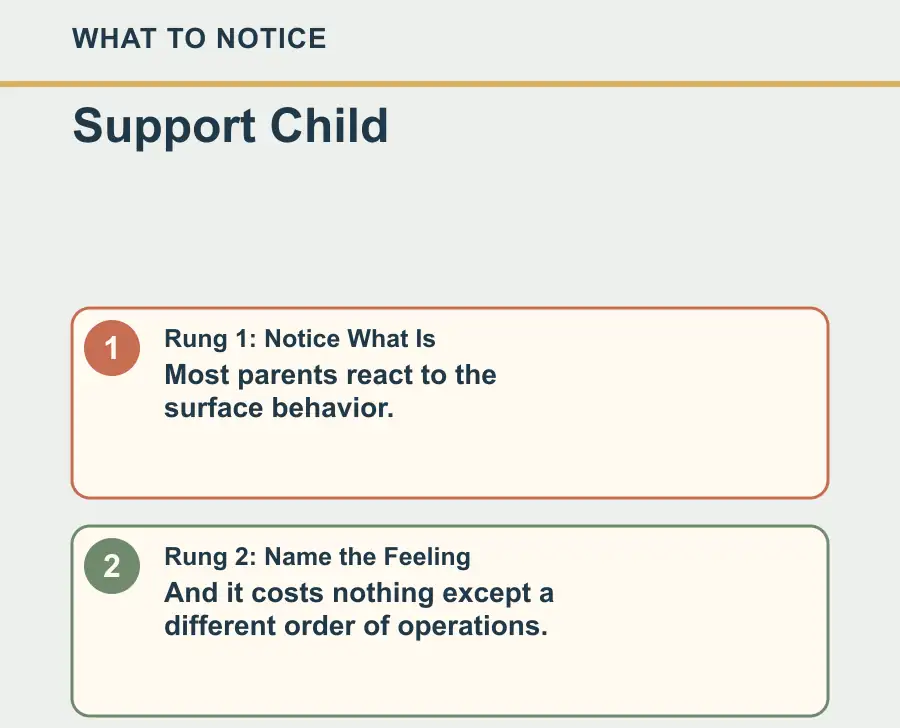 WHAT TO NOTICE
Support Child
1
Rung 1: Notice What Is
Most parents react to the
surface behavior.
2
Rung 2: Name the Feeling
And it costs nothing except a
different order of operations.